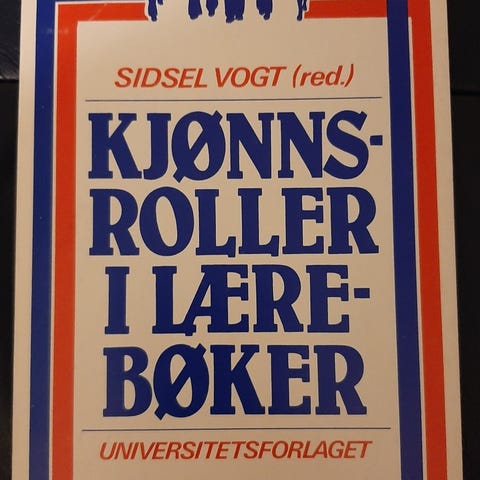 SIDSEL VOGT (red.)
KJØNNS-
ROLLER
I LÆRE-
BØKER
UNIVERSITETSFORLAGET